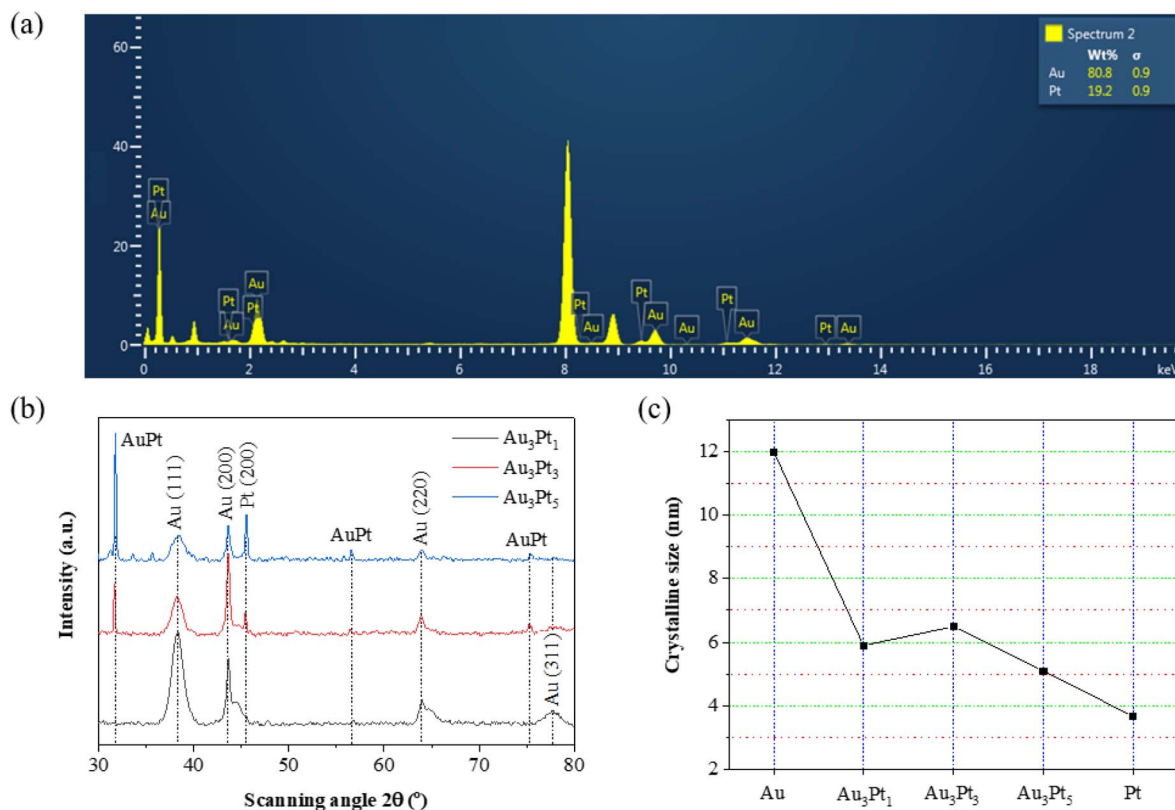 (a)
60
40
20
0
0 2 4 6 8 10 12 14 16 18 keV
Spectrum 2
Wt% σ
Au 80.8 0.9
Pt 19.2 0.9
Pt
Au
Pt
Au
Au
Pt
Pt
Au
Pt
Au
Au
Pt
Au
Pt
Au
(b)
AuPt
Au (111)
Au (200)
Pt (200)
AuPt
Au (220)
AuPt
Au (311)
Au₃Pt₁
Au₃Pt₃
Au₃Pt₅
Intensity (a.u.)
30 40 50 60 70 80
Scanning angle 2θ (°)
(c)
Crystalline size (nm)
12
10
8
6
4
2
Au Au₃Pt₁ Au₃Pt₃ Au₃Pt₅ Pt